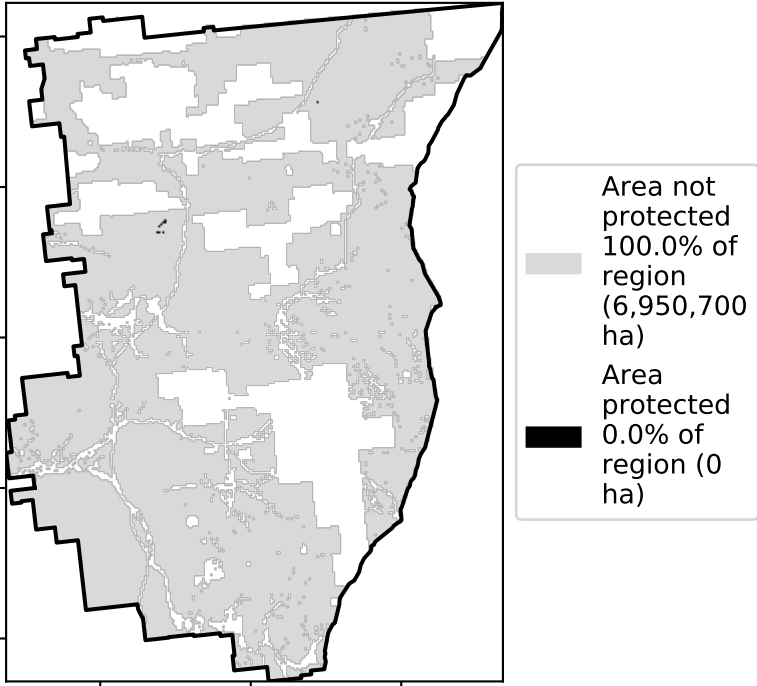 Area not
protected
100.0% of
region
(6,950,700
ha)
Area
protected
0.0% of
region (0
ha)